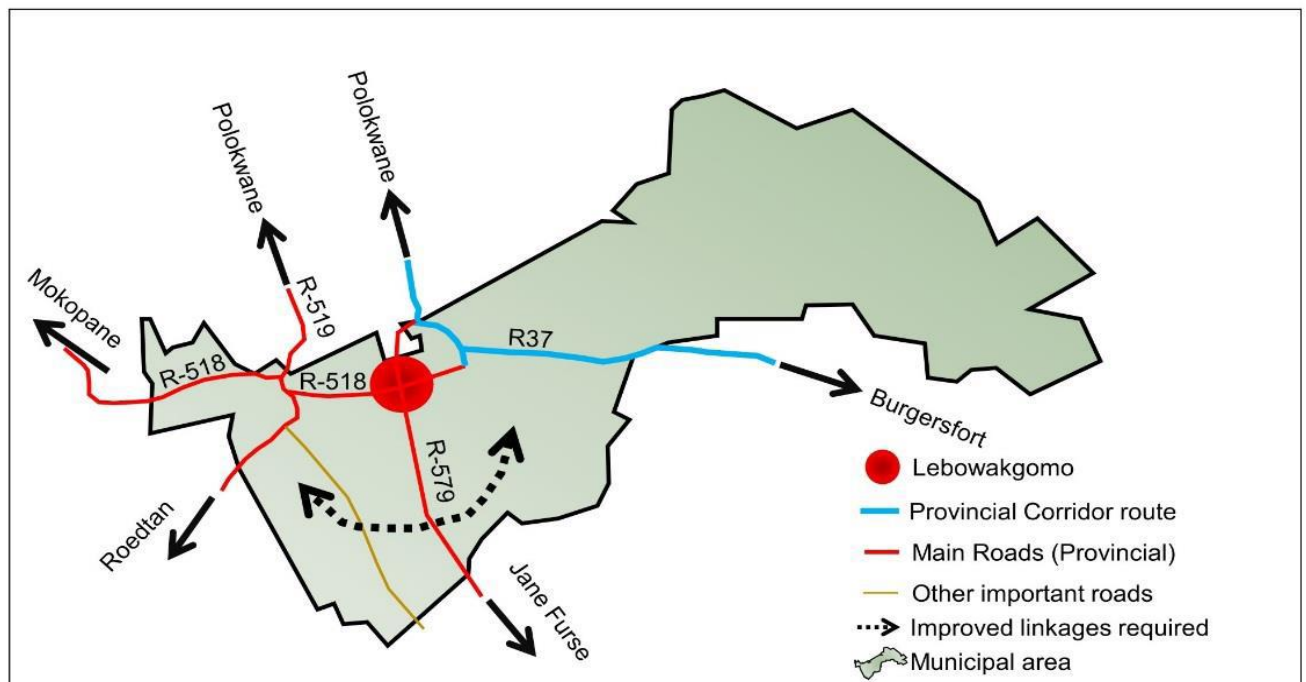 Polokwane
Polokwane
Mokopane
R-519
R-518
R-518
R37
Burgersfort
R-579
Roedtan
Jane Furse
Lebowakgomo
Provincial Corridor route
Main Roads (Provincial)
Other important roads
Improved linkages required
Municipal area